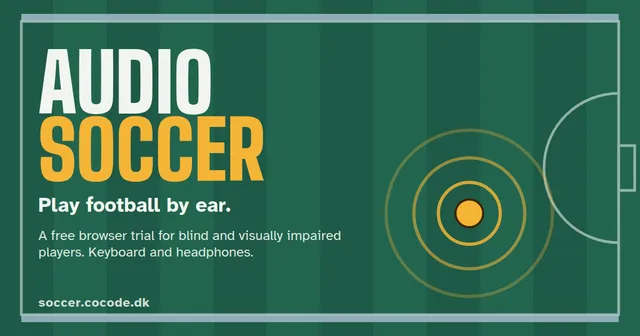 AUDIO
SOCCER
Play football by ear.
A free browser trial for blind and visually impaired
players. Keyboard and headphones.
soccer.cocode.dk